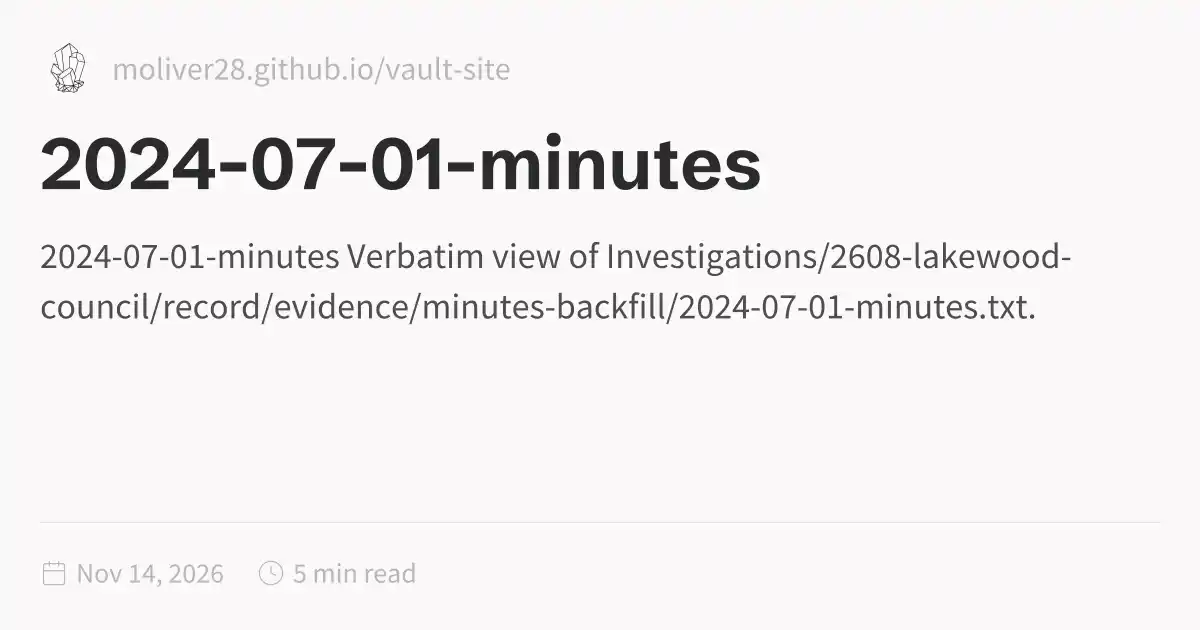 moliver28.github.io/vault-site
2024-07-01-minutes
2024-07-01-minutes Verbatim view of Investigations/2608-lakewood-
council/record/evidence/minutes-backfill/2024-07-01-minutes.txt.
Nov 14, 2026 5 min read